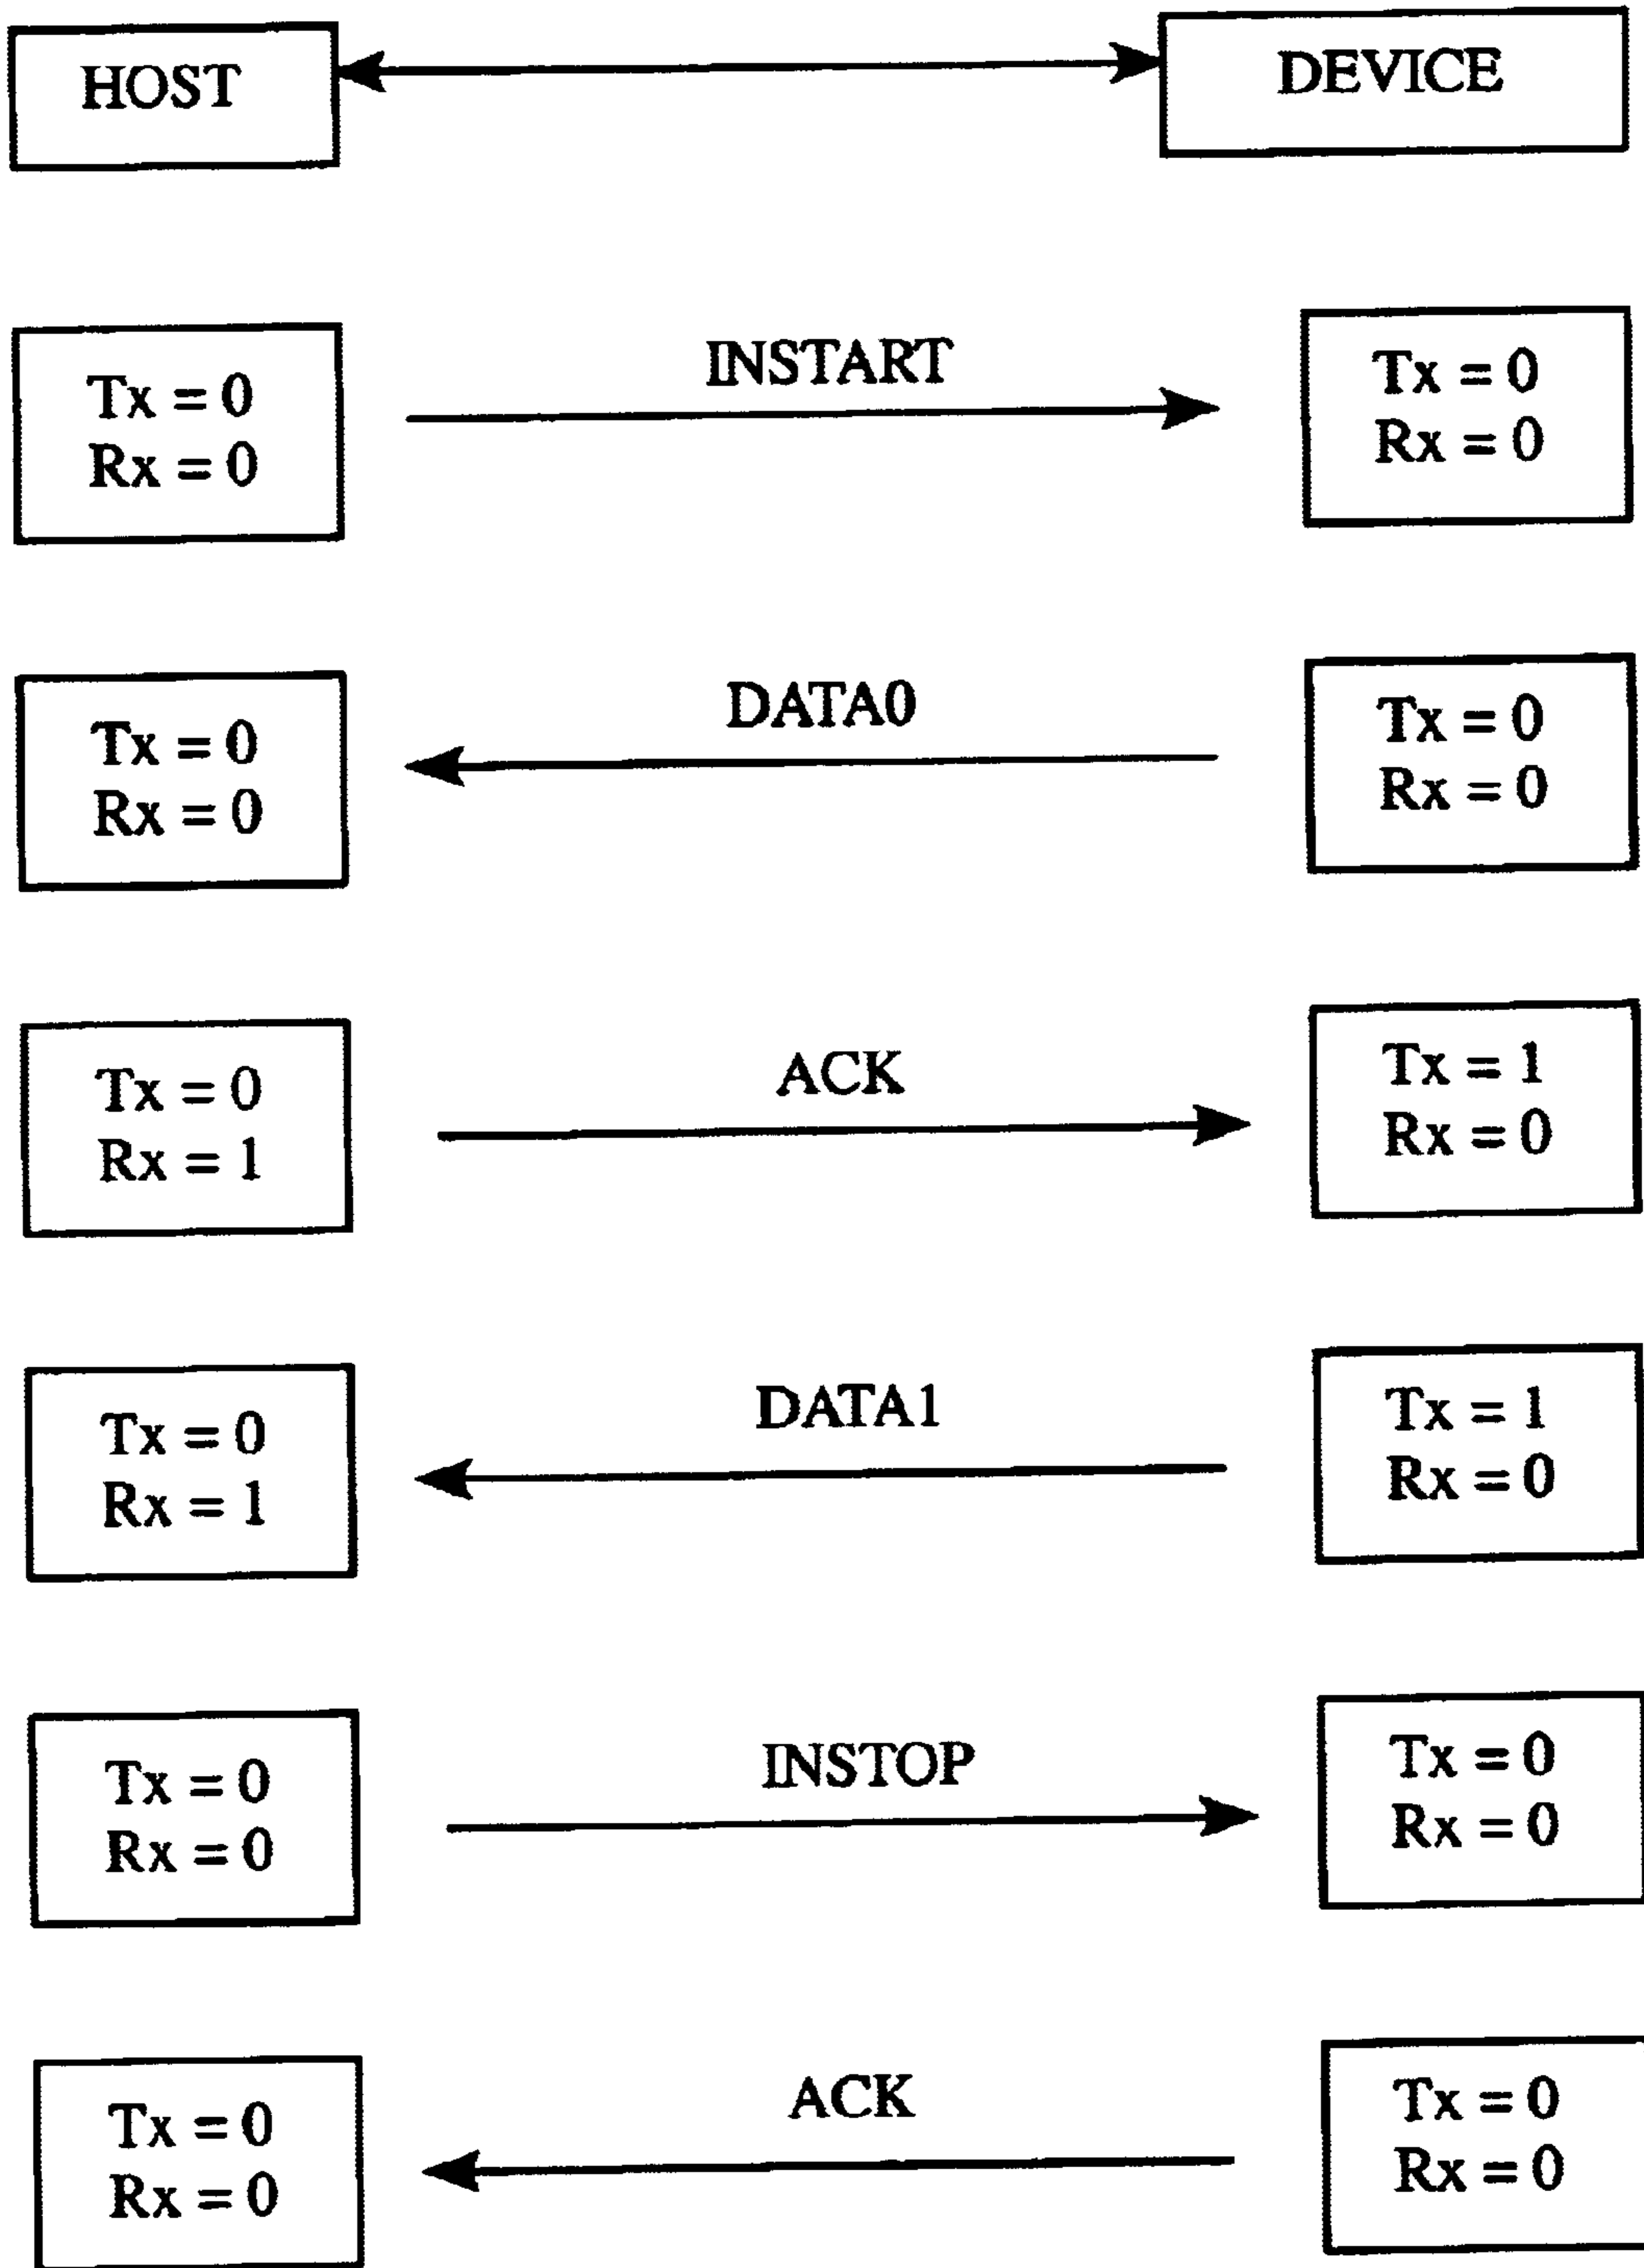 HOST
DEVICE
Tx = 0
Rx = 0
INSTART
Tx = 0
Rx = 0
Tx = 0
Rx = 0
DATA0
Tx = 0
Rx = 0
Tx = 0
Rx = 1
ACK
Tx = 1
Rx = 0
Tx = 0
Rx = 1
DATA1
Tx = 1
Rx = 0
Tx = 0
Rx = 0
INSTOP
Tx = 0
Rx = 0
Tx = 0
Rx = 0
ACK
Tx = 0
Rx = 0